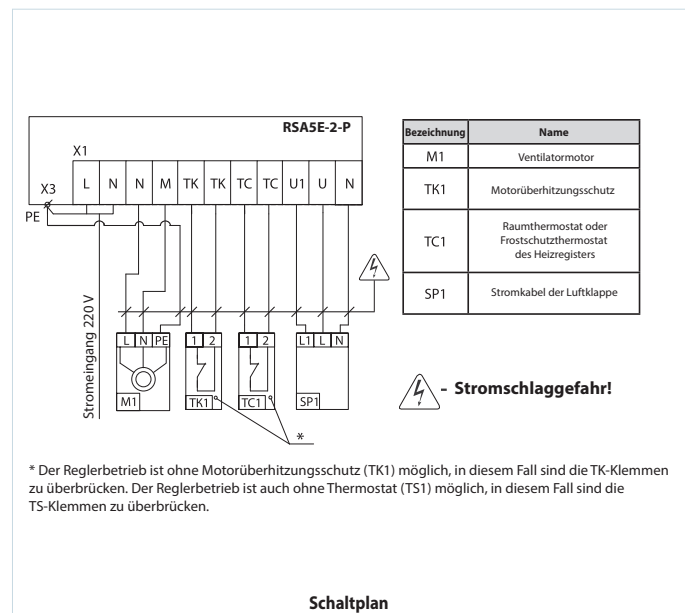 RSA5E-2-P
X1
L N N M TK TK TC TC U1 U N
X3
PE
Stromeingang 220 V
L N PE
M1
1 2
TK1
1 2
TC1
L1 L N
SP1
*
Bezeichnung Name
M1 Ventilatormotor
TK1 Motorüberhitzungsschutz
TC1 Raumthermostat oder
Frostschutzthermostat
des Heizregisters
SP1 Stromkabel der Luftklappe
- Stromschlaggefahr!
* Der Reglerbetrieb ist ohne Motorüberhitzungsschutz (TK1) möglich, in diesem Fall sind die TK-Klemmen
zu überbrücken. Der Reglerbetrieb ist auch ohne Thermostat (TS1) möglich, in diesem Fall sind die
TS-Klemmen zu überbrücken.
Schaltplan